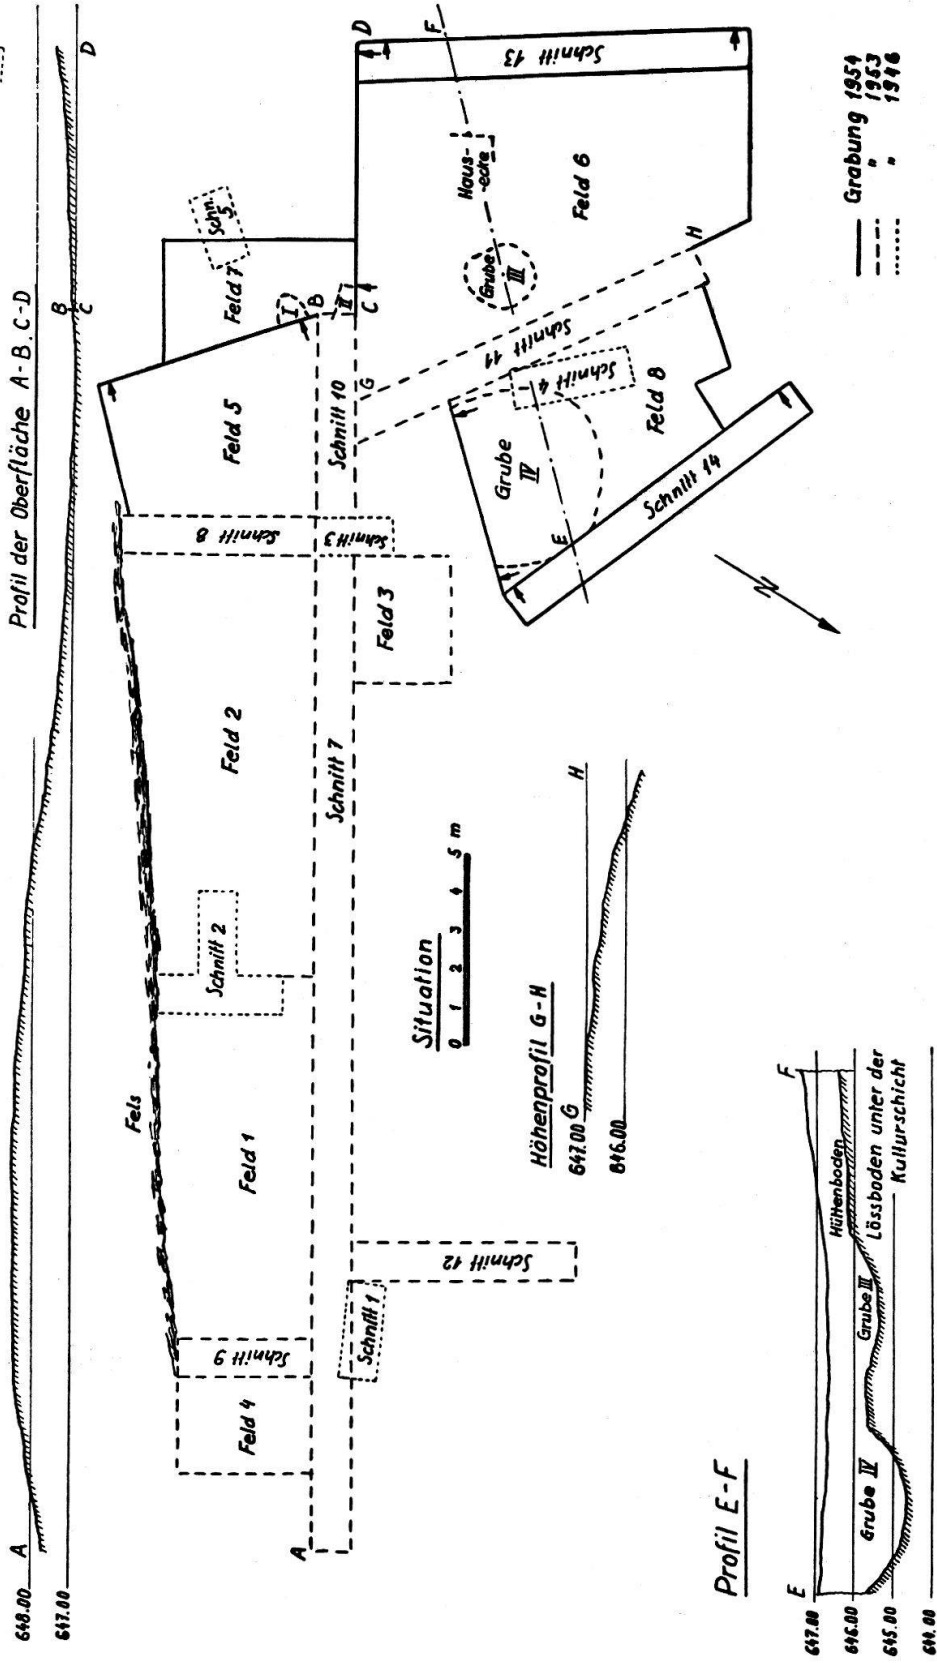 Profil der Oberfläche A-B. C-D
648.00
A
647.00
B
C
D
Fels
Feld 4
Schnitt 9
Feld 1
Schnitt 2
Feld 2
Schnitt 8
Feld 5
Feld 7
Schn. 5
I
B
II
C
D
A
Schnitt 7
Schnitt 3
Schnitt 10
G
Schnitt 1
Schnitt 12
Feld 3
Schnitt 11
H
Grube III
Haus-
ecke
F
Feld 6
Schnitt 13
Grube IV
E
Schnitt 4
Feld 8
Schnitt 14
N
Situation
0 1 2 3 4 5 m
Höhenprofil G-H
647.00
G
H
646.00
Grabung 1954
" 1953
" 1946
Profil E-F
E
F
647.00
646.00
645.00
644.00
Grube IV
Grube III
Hüttenboden
Lössboden unter der
Kulturschicht